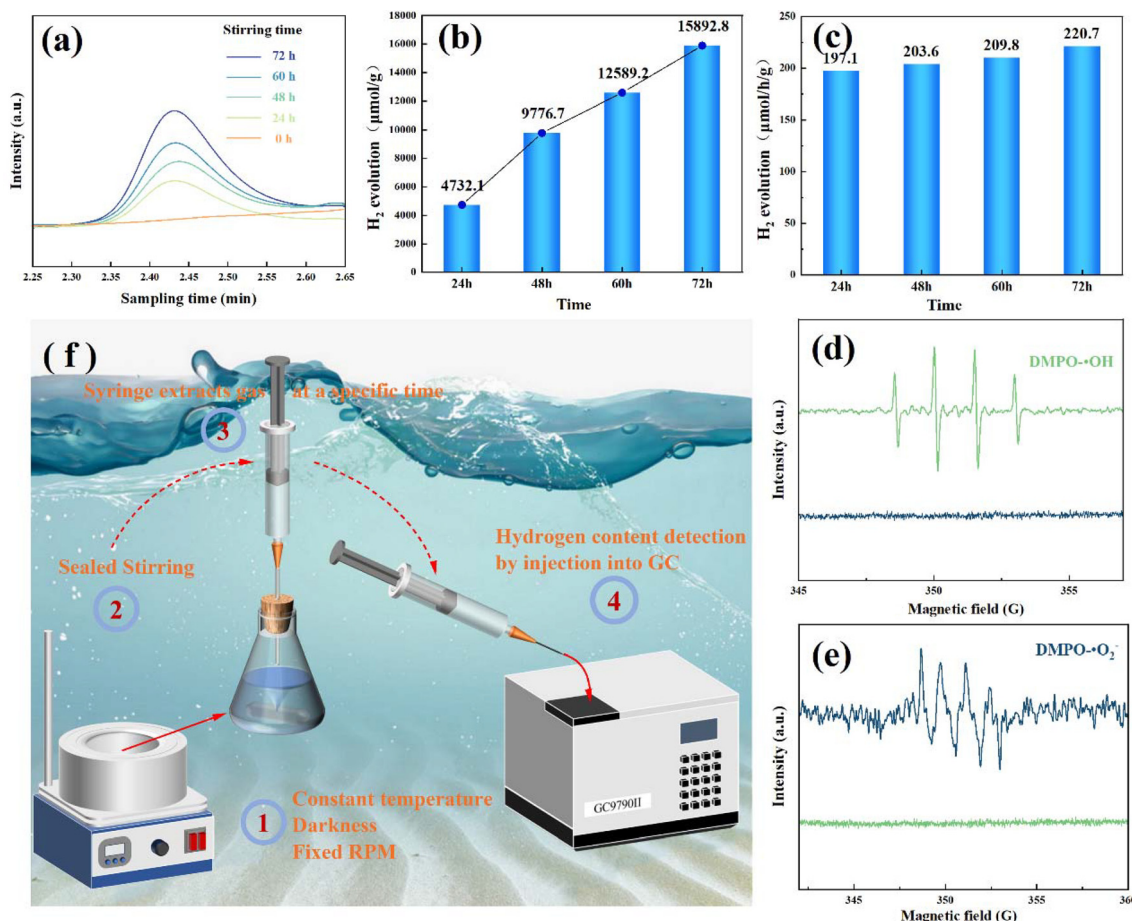 (a)
Stirring time
72 h
60 h
48 h
24 h
0 h
Intensity (a.u.)
2.25 2.30 2.35 2.40 2.45 2.50 2.55 2.60 2.65
Sampling time (min)
(b)
H₂ evolution（μmol/g）
18000
16000
14000
12000
10000
8000
6000
4000
2000
0
4732.1
9776.7
12589.2
15892.8
24h 48h 60h 72h
Time
(c)
H₂ evolution（μmol/h/g）
250
200
150
100
50
0
197.1
203.6
209.8
220.7
24h 48h 60h 72h
Time
(f)
Syringe extracts gas at a specific time
3
Sealed Stirring
2
Hydrogen content detection
by injection into GC
4
GC9790II
1
Constant temperature
Darkness
Fixed RPM
(d)
DMPO-•OH
Intensity (a.u.)
345 350 355
Magnetic field (G)
(e)
DMPO-•O₂⁻
Intensity (a.u.)
345 350 355 360
Magnetic field (G)